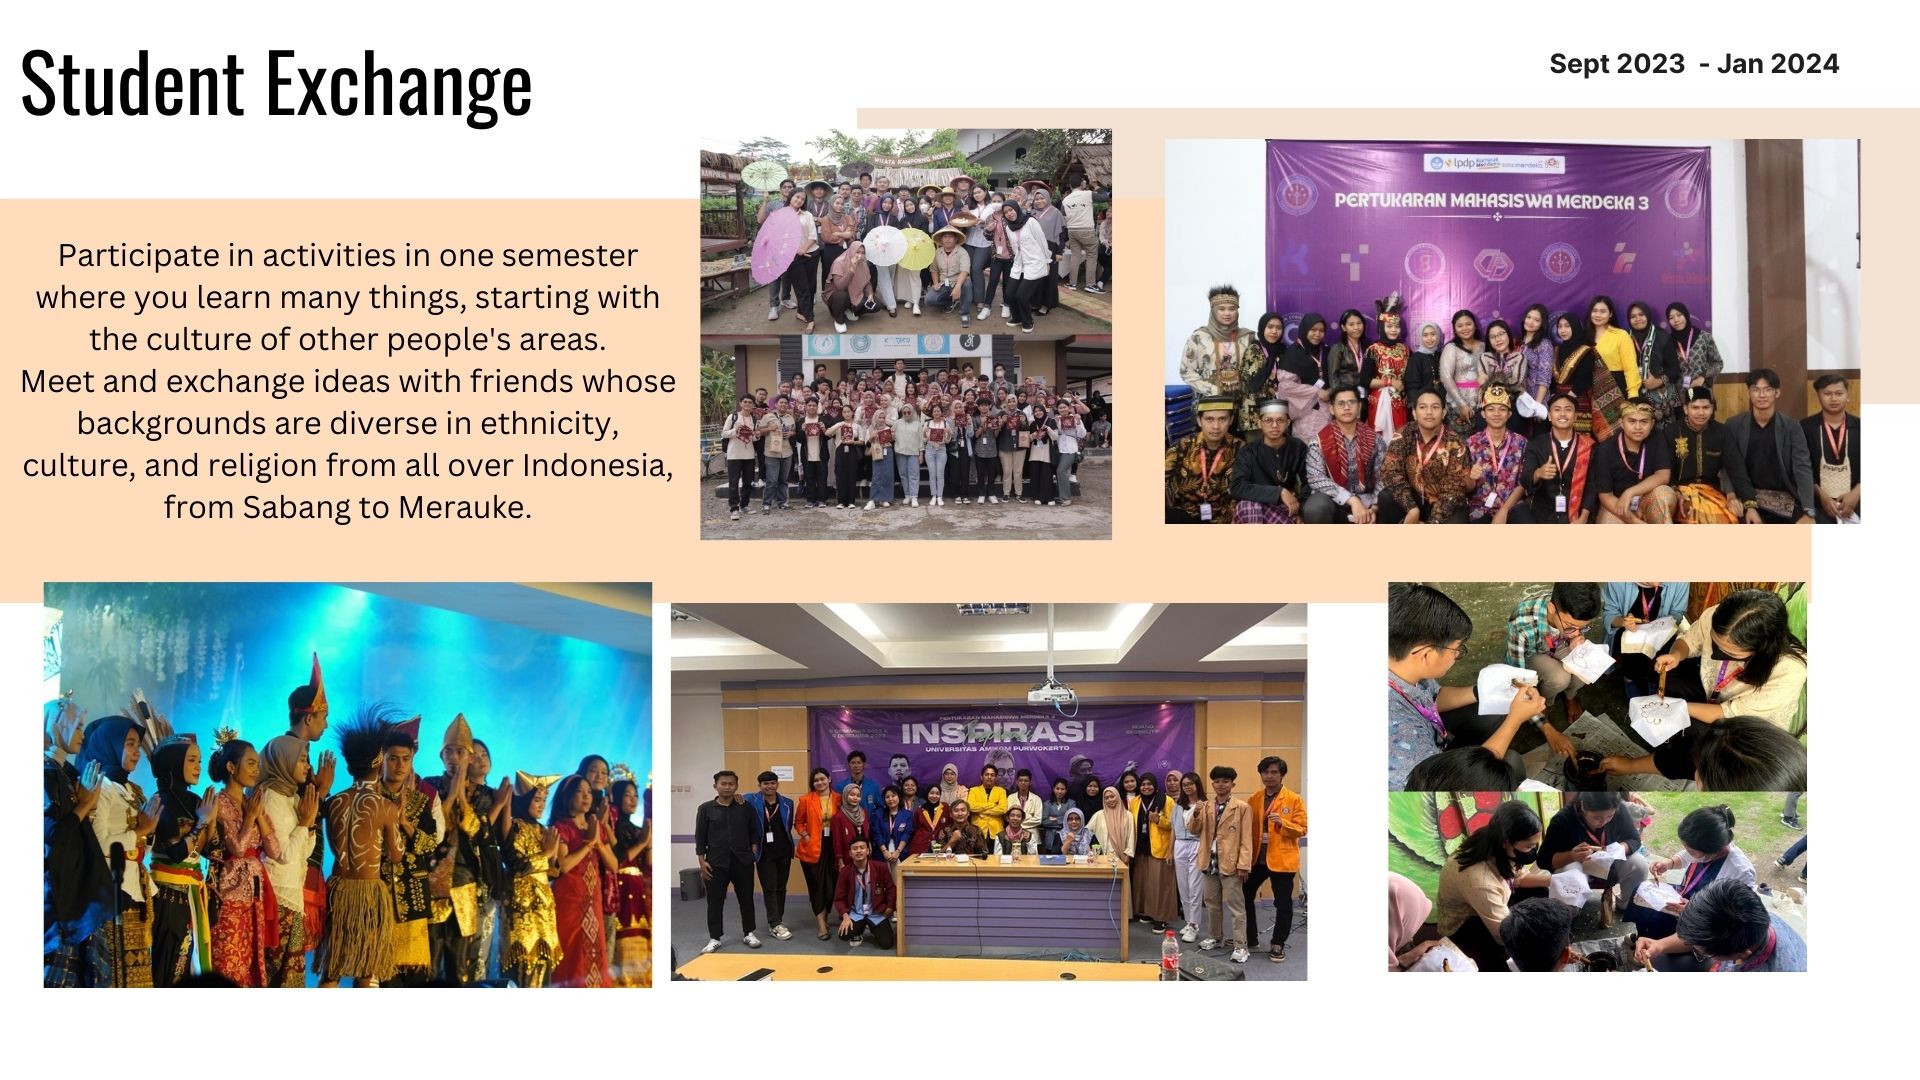 Student Exchange
Sept 2023 - Jan 2024
Participate in activities in one semester
where you learn many things, starting with
the culture of other people's areas.
Meet and exchange ideas with friends whose
backgrounds are diverse in ethnicity,
culture, and religion from all over Indonesia,
from Sabang to Merauke.
WISATA KAMPOENG NOPIA
lpdp
PERTUKARAN MAHASISWA MERDEKA 3
PERTUKARAN MAHASISWA MERDEKA 3
INSPIRASI
UNIVERSITAS AMIKOM PURWOKERTO